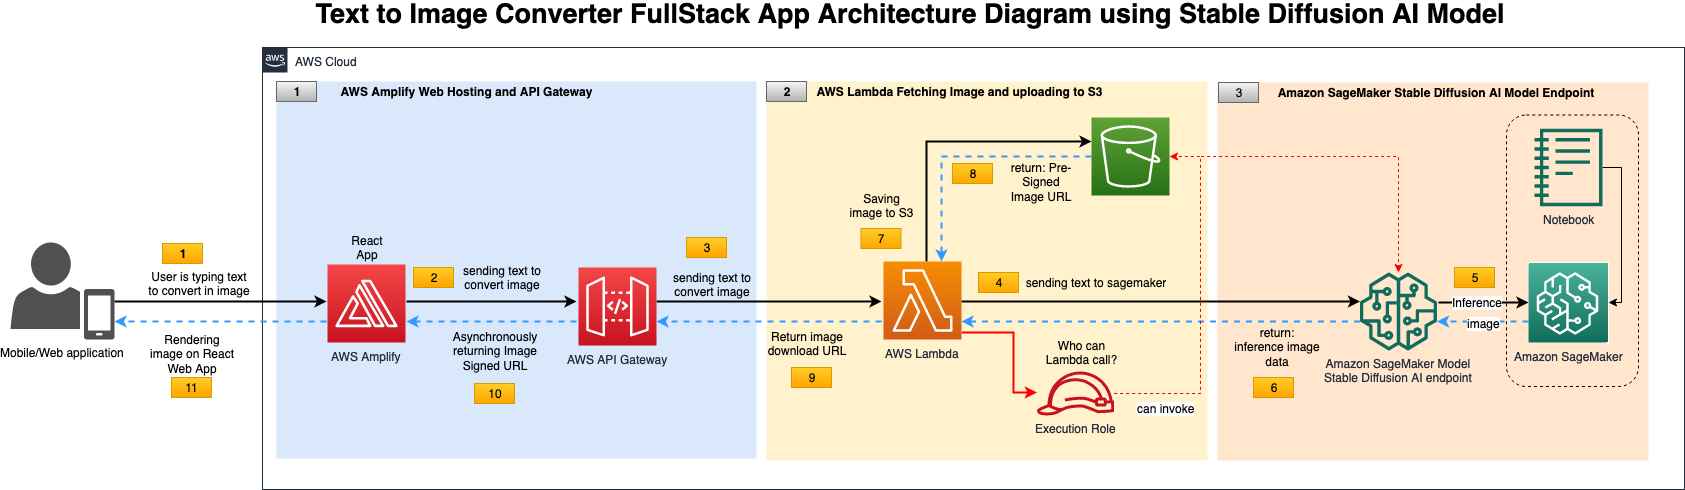 Text to Image Converter FullStack App Architecture Diagram using Stable Diffusion AI Model
aws
AWS Cloud
1
AWS Amplify Web Hosting and API Gateway
2
AWS Lambda Fetching Image and uploading to S3
3
Amazon SageMaker Stable Diffusion AI Model Endpoint
Mobile/Web application
1
User is typing text
to convert in image
Rendering
image on React
Web App
11
React
App
AWS Amplify
2
sending text to
convert image
Asynchronously
returning Image
Signed URL
10
AWS API Gateway
3
sending text to
convert image
Return image
download URL
9
Saving
image to S3
7
8
return: Pre-
Signed
Image URL
AWS Lambda
4
sending text to sagemaker
Who can
Lambda call?
Execution Role
can invoke
return:
inference image
data
6
Amazon SageMaker Model
Stable Diffusion AI endpoint
5
Inference
image
Notebook
Amazon SageMaker